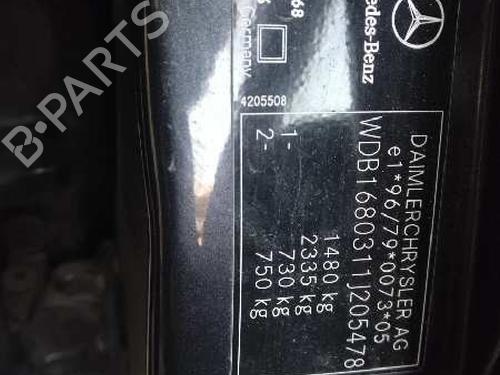 DAIMLERCHRYSLER AG
e1*96/79*0073*05
WDB1680311J205478
1480 kg
2335 kg
1- 730 kg
2- 750 kg
Mercedes-Benz
68
Germany
4205508
B-PARTS